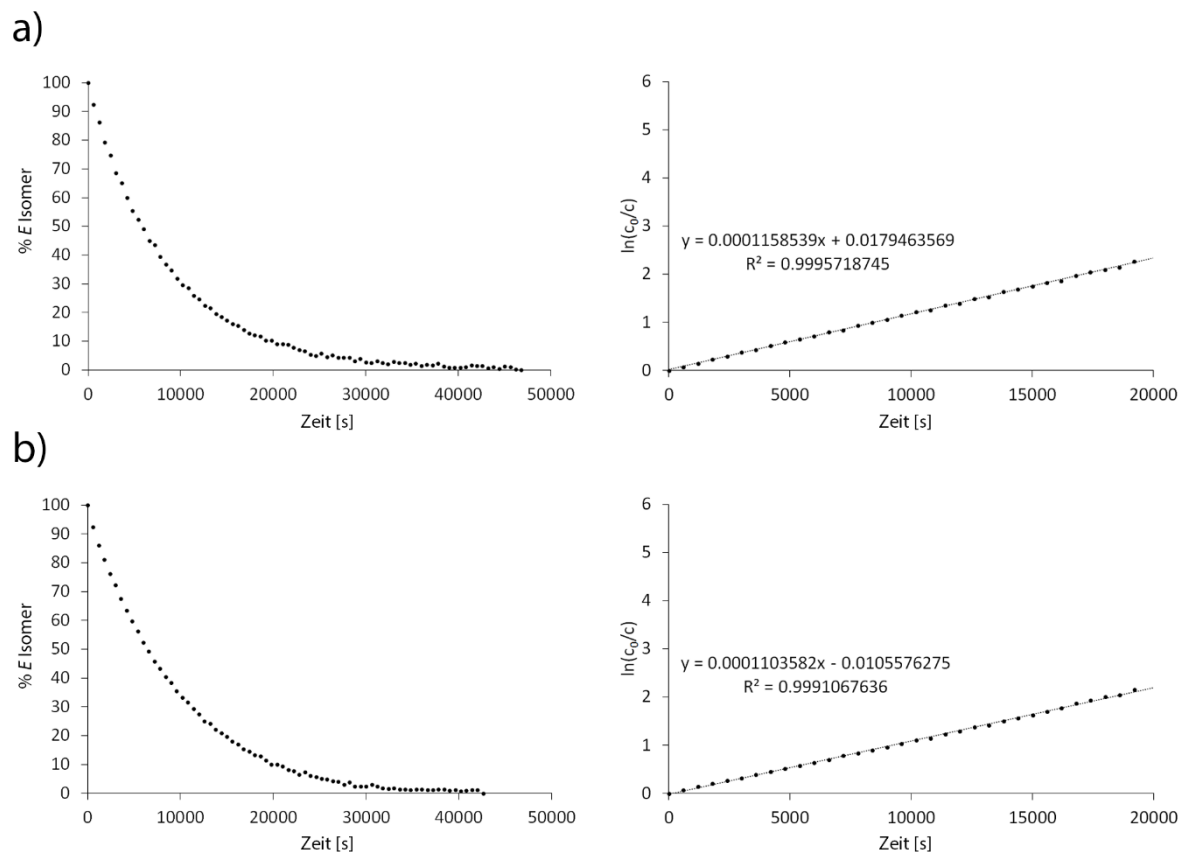 a)
100
90
80
70
60
50
40
30
20
10
0
% E Isomer
0 10000 20000 30000 40000 50000
Zeit [s]
6
5
4
3
2
1
0
ln(c₀/c)
y = 0.0001158539x + 0.0179463569
R² = 0.9995718745
0 5000 10000 15000 20000
Zeit [s]
b)
100
90
80
70
60
50
40
30
20
10
0
% E Isomer
0 10000 20000 30000 40000 50000
Zeit [s]
6
5
4
3
2
1
0
ln(c₀/c)
y = 0.0001103582x - 0.0105576275
R² = 0.9991067636
0 5000 10000 15000 20000
Zeit [s]